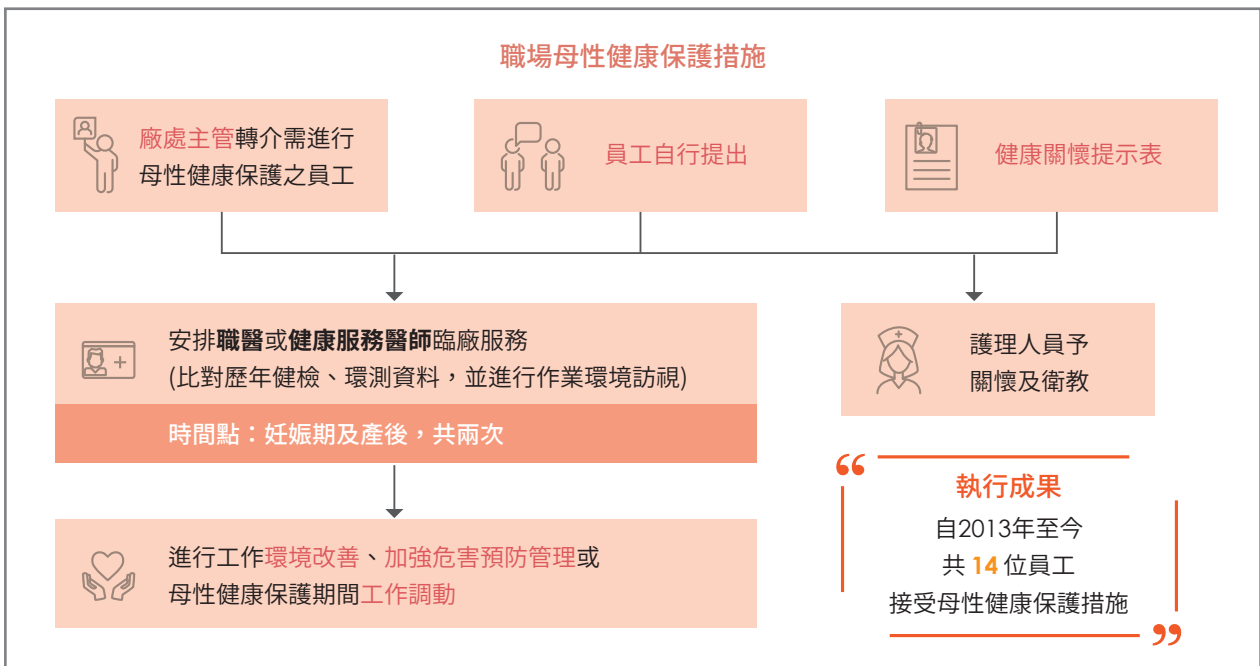 職場母性健康保護措施
廠處主管轉介需進行
母性健康保護之員工
員工自行提出
健康關懷提示表
安排職醫或健康服務醫師臨廠服務
(比對歷年健檢、環測資料，並進行作業環境訪視)
時間點：妊娠期及產後，共兩次
護理人員予
關懷及衛教
進行工作環境改善、加強危害預防管理或
母性健康保護期間工作調動
“
執行成果
自2013年至今
共 14 位員工
接受母性健康保護措施
”